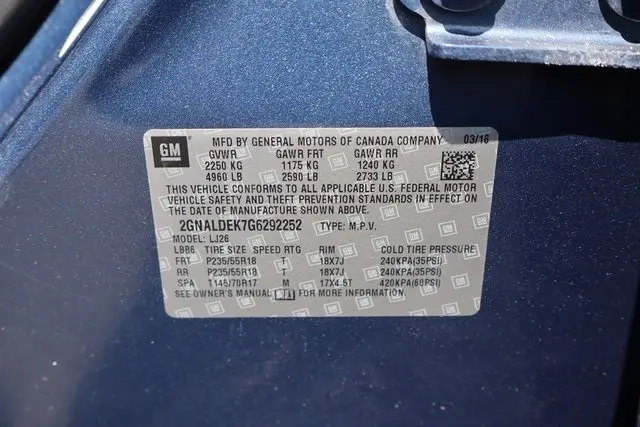 GM
MFD BY GENERAL MOTORS OF CANADA COMPANY 03/16
GVWR GAWR FRT GAWR RR
2250 KG 1175 KG 1240 KG
4960 LB 2590 LB 2733 LB
THIS VEHICLE CONFORMS TO ALL APPLICABLE U.S. FEDERAL MOTOR
VEHICLE SAFETY AND THEFT PREVENTION STANDARDS IN EFFECT ON
THE DATE OF MANUFACTURE SHOWN ABOVE.
2GNALDEK7G6292252 TYPE: M.P.V.
MODEL: LJ26
LBB6 TIRE SIZE SPEED RTG RIM COLD TIRE PRESSURE
FRT P235/55R18 T 18X7J 240KPA(35PSI)
RR P235/55R18 T 18X7J 240KPA(35PSI)
SPA T145/70R17 M 17X4.5T 420KPA(60PSI)
SEE OWNER'S MANUAL FOR MORE INFORMATION.